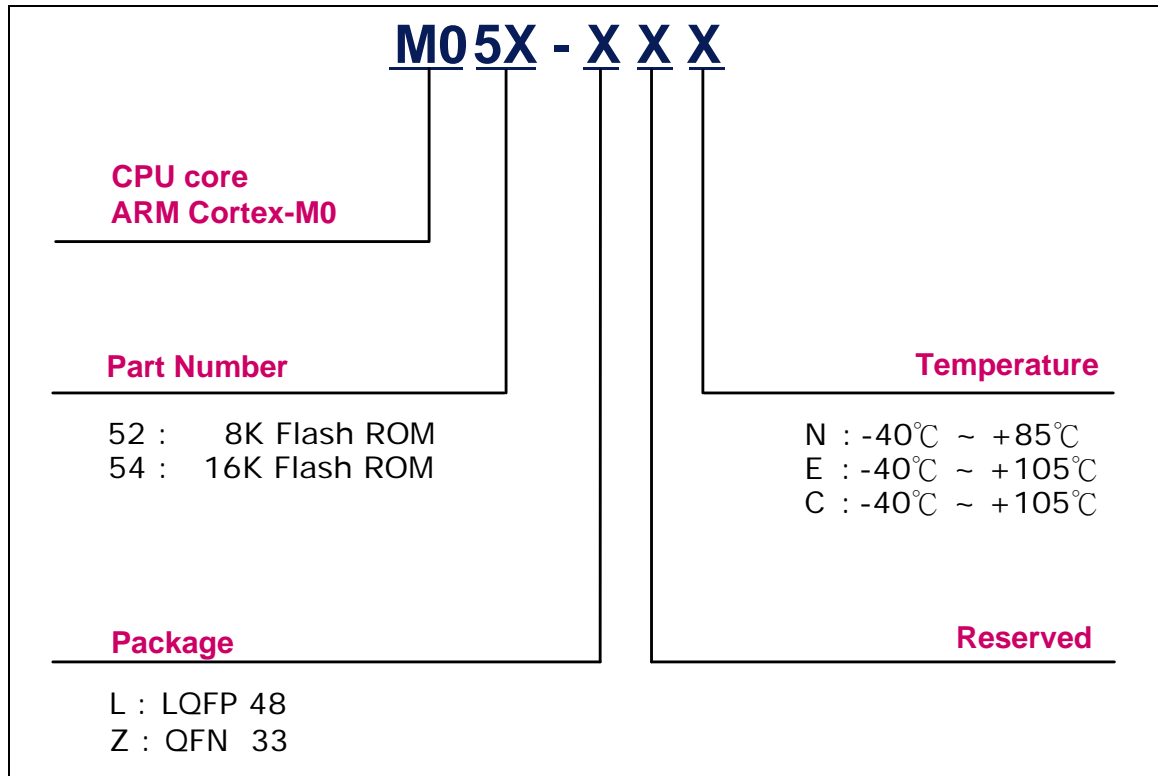 M05X - X X X
CPU core
ARM Cortex-M0
Part Number
52 : 8K Flash ROM
54 : 16K Flash ROM
Temperature
N : -40℃ ~ +85℃
E : -40℃ ~ +105℃
C : -40℃ ~ +105℃
Package
L : LQFP 48
Z : QFN 33
Reserved